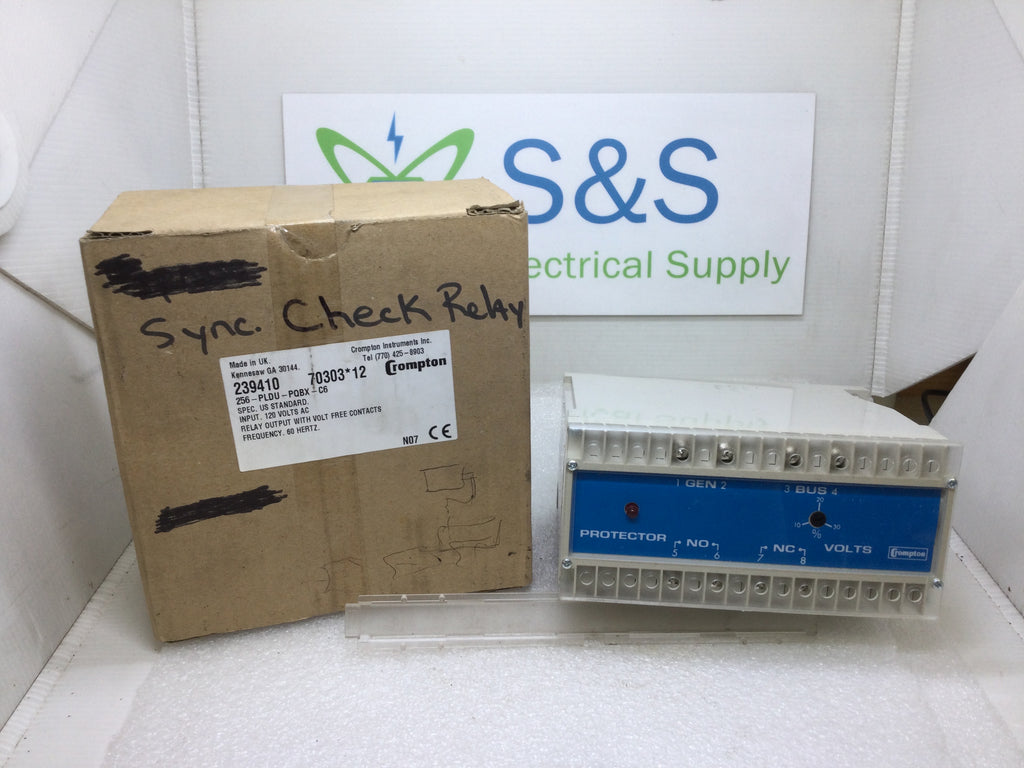 S&S
ectrical Supply
Sync. Check Relay
Made in UK.
Kennesaw GA 30144.
Crompton Instruments Inc.
Tel (770) 425-8903
239410 70303*12 Crompton
256-PLDU-PQBX-C6
SPEC. US STANDARD.
INPUT. 120 VOLTS AC
RELAY OUTPUT WITH VOLT FREE CONTACTS
FREQUENCY. 60 HERTZ.
N07 CE
1 GEN 2 3 BUS 4
20
10 30
%
PROTECTOR NO NC VOLTS Crompton
5 6 7 8